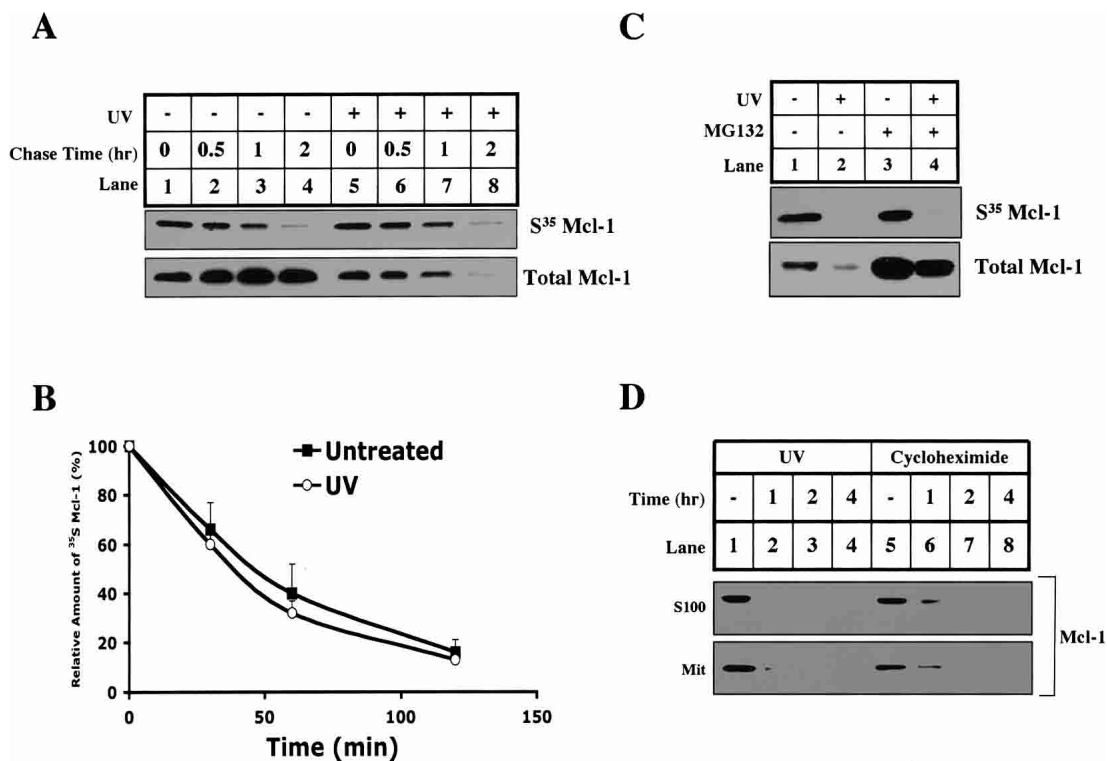 A
UV - - - - + + + +
Chase Time (hr) 0 0.5 1 2 0 0.5 1 2
Lane 1 2 3 4 5 6 7 8
S³⁵ Mcl-1
Total Mcl-1
B
Relative Amount of ³⁵S Mcl-1 (%)
100
80
60
40
20
0
Untreated
UV
0 50 100 150
Time (min)
C
UV - + - +
MG132 - - + +
Lane 1 2 3 4
S³⁵ Mcl-1
Total Mcl-1
D
UV Cycloheximide
Time (hr) - 1 2 4 - 1 2 4
Lane 1 2 3 4 5 6 7 8
S100
Mit
Mcl-1